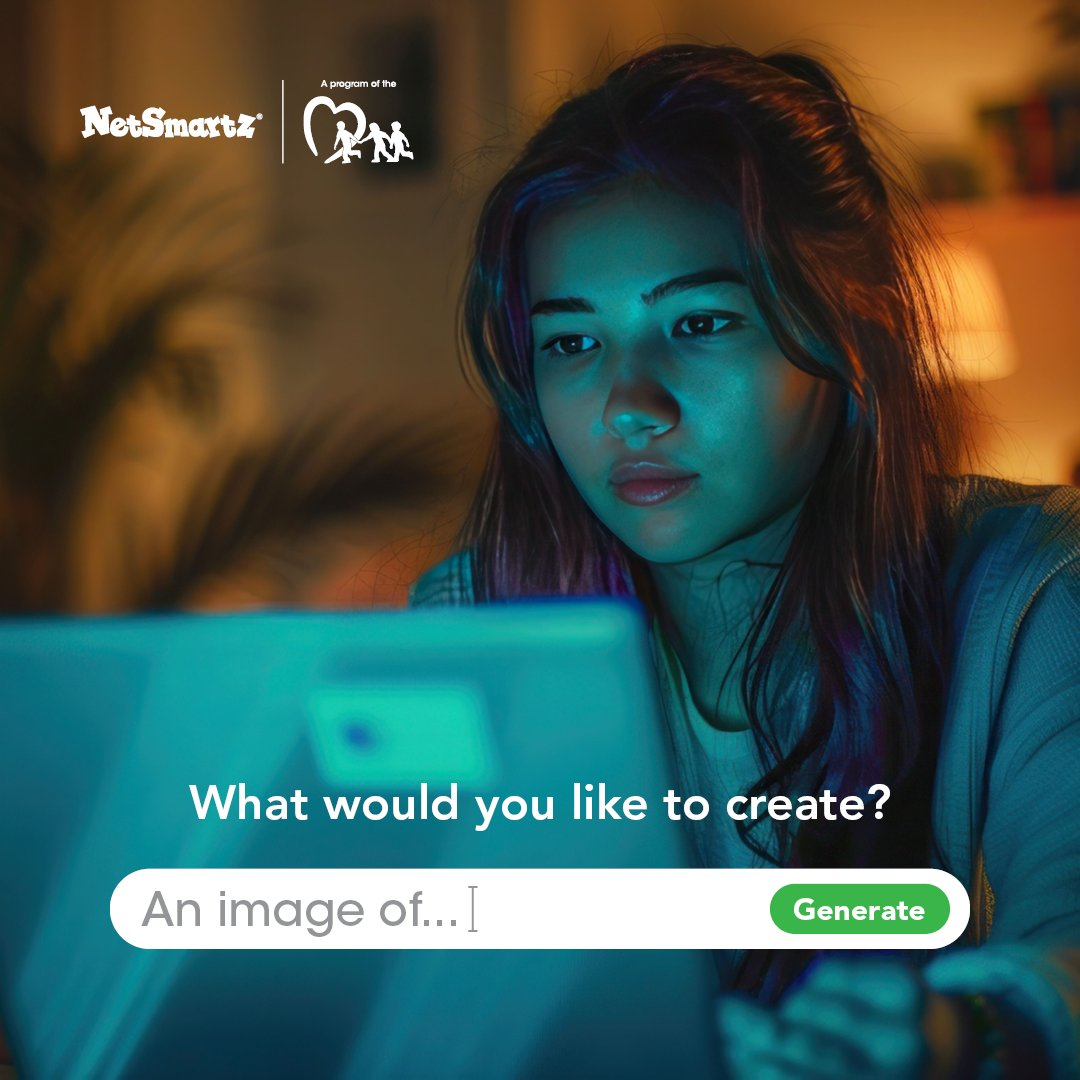 A program of the
NetSmartz®
What would you like to create?
An image of...
Generate